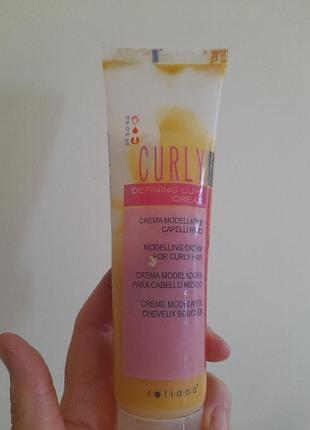 CURLY
DEFINING CURL
CREAM
CREMA MODELLANTE
CAPELLI RICCI
MODELLING CREAM
FOR CURLY HAIR
CREMA MODELADORA
PARA CABELLO RIZADO
CREME MODELANTE
CHEVEUX BOUCLES
rolland